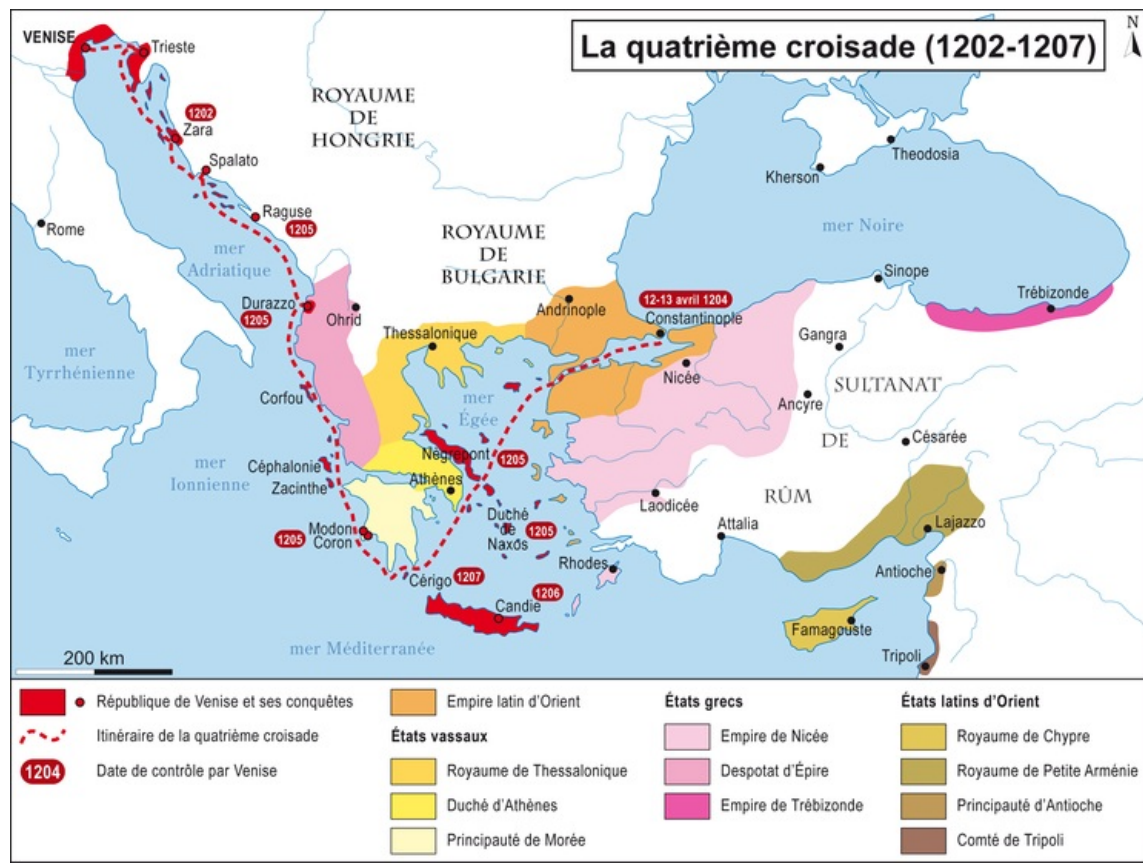 La quatrième croisade (1202-1207)
N
VENISE
Trieste
1202
Zara
Spalato
Raguse
1205
Rome
ROYAUME
DE
HONGRIE
Theodosia
Kherson
mer Noire
mer
Adriatique
ROYAUME
DE
BULGARIE
Sinope
Trébizonde
Durazzo
1205
Ohrid
Andrinople
12-13 avril 1204
Constantinople
Thessalonique
Gangra
Nicée
mer
Tyrrhénienne
SULTANAT
DE
RÛM
Corfou
mer
Égée
Ancyre
Césarée
Négrepont
1205
mer
Ionnienne
Céphalonie
Zacinthe
Athènes
Laodicée
Lajazzo
1205
Modon
Coron
Duché
de
Naxos
1205
Attalia
Rhodes
Antioche
Cérigo
1207
1206
Candie
Famagouste
Tripoli
mer Méditerranée
200 km
République de Venise et ses conquêtes
Itinéraire de la quatrième croisade
1204
Date de contrôle par Venise
Empire latin d'Orient
États vassaux
Royaume de Thessalonique
Duché d'Athènes
Principauté de Morée
États grecs
Empire de Nicée
Despotat d'Épire
Empire de Trébizonde
États latins d'Orient
Royaume de Chypre
Royaume de Petite Arménie
Principauté d'Antioche
Comté de Tripoli